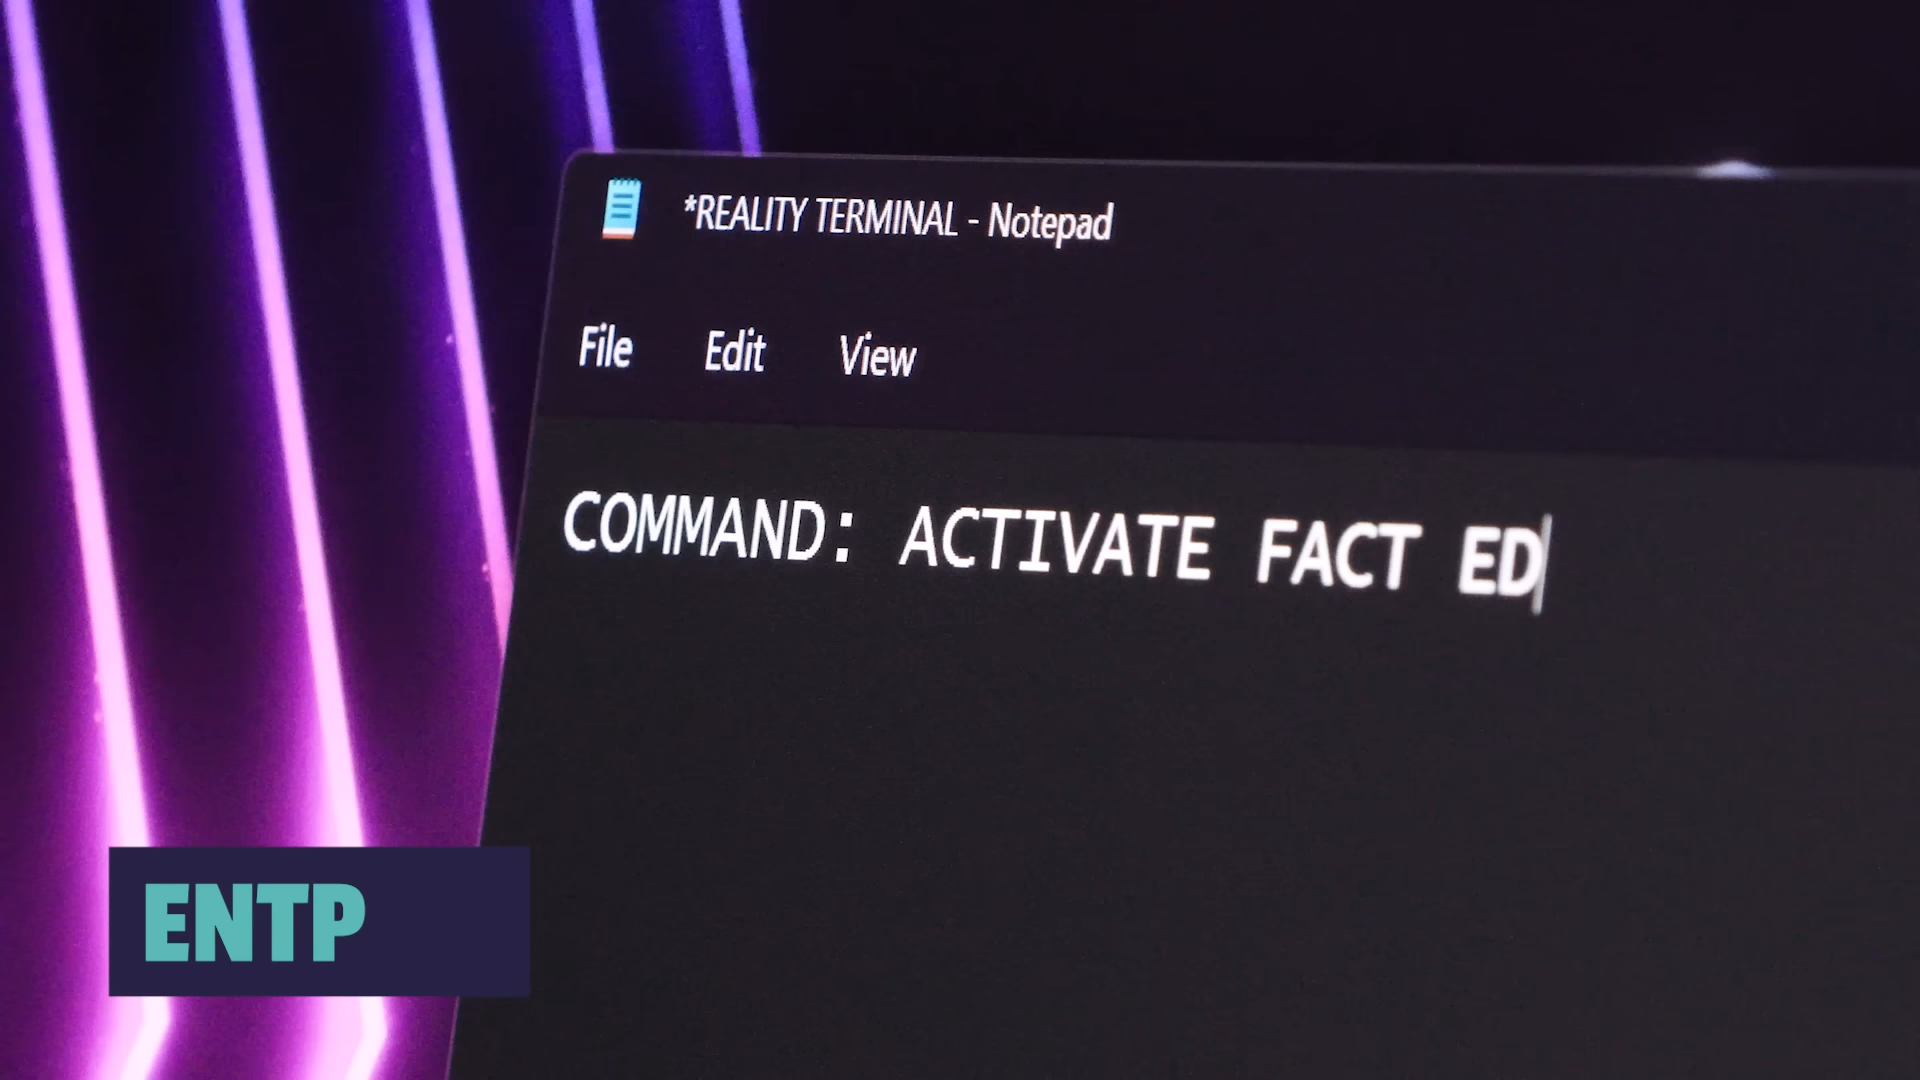 *REALITY TERMINAL - Notepad
File Edit View
COMMAND: ACTIVATE FACT ED
ENTP